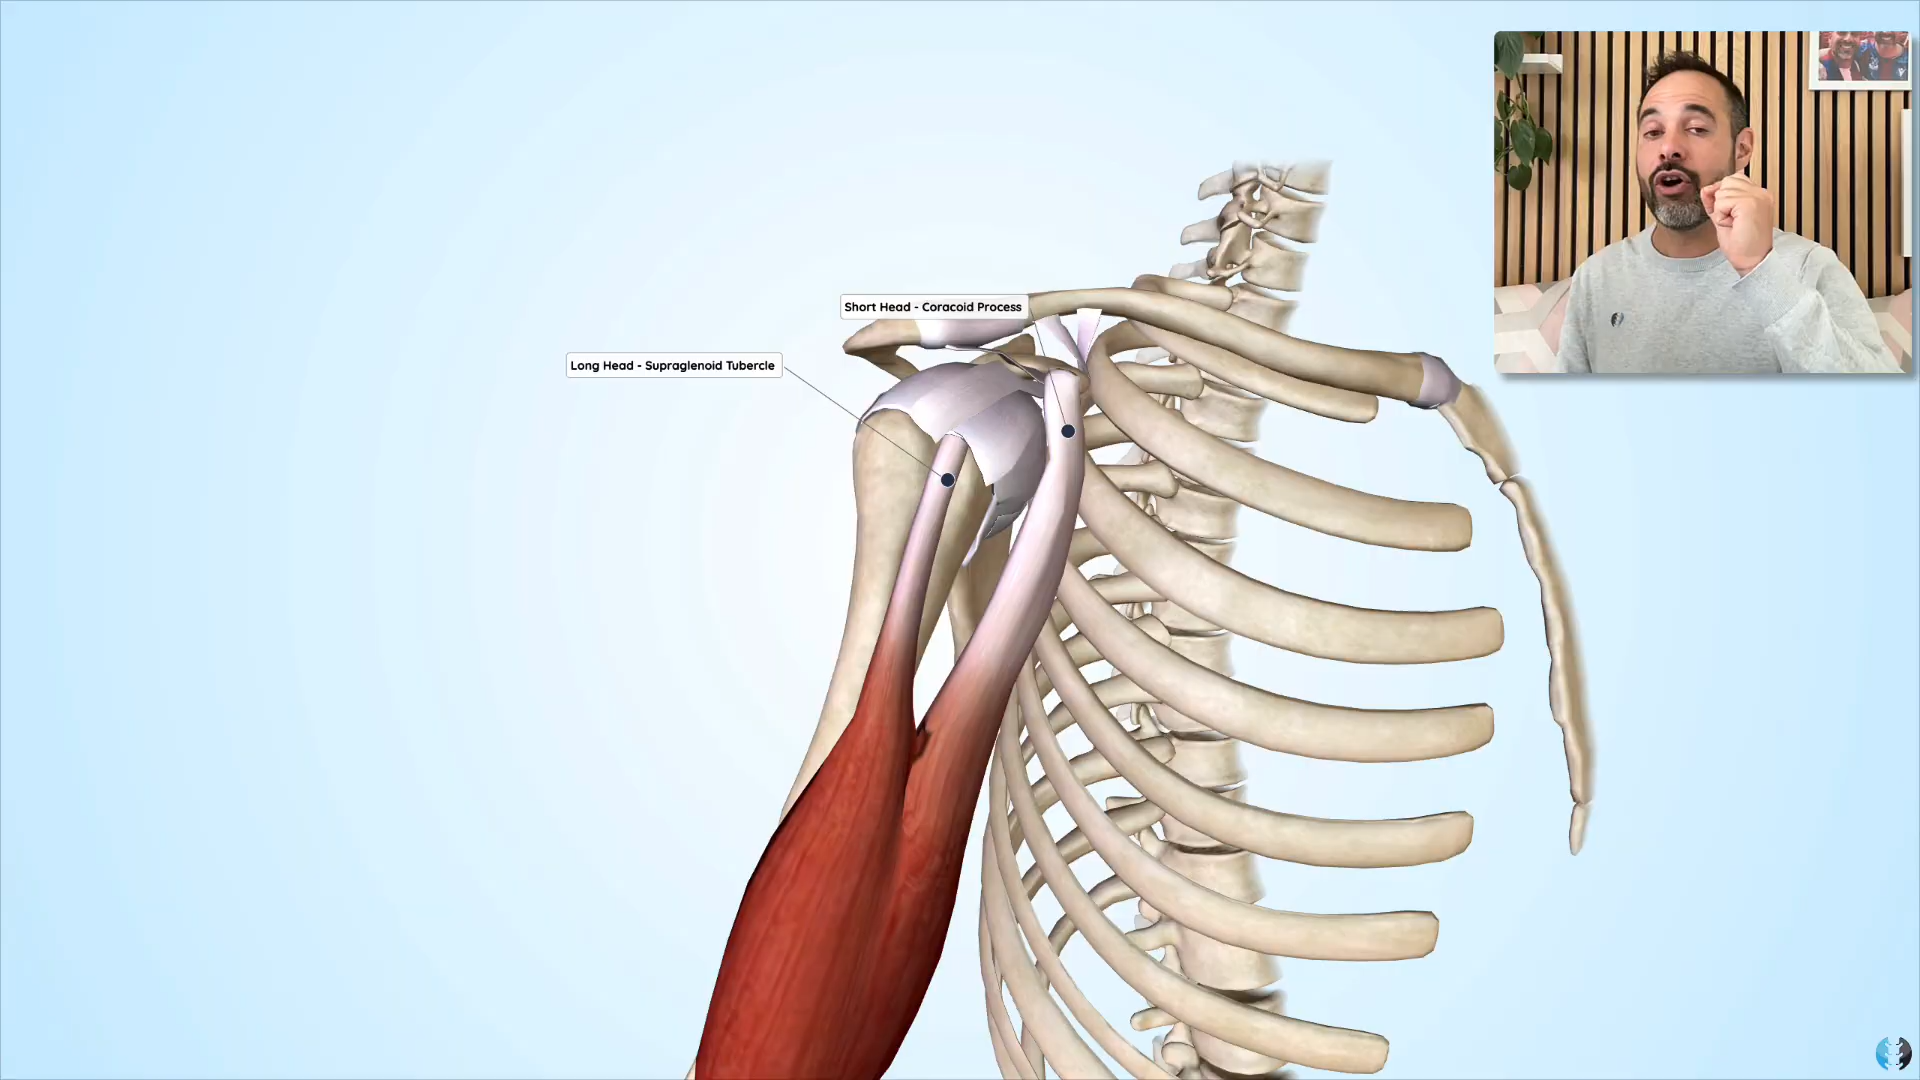 Short Head - Coracoid Process
Long Head - Supraglenoid Tubercle